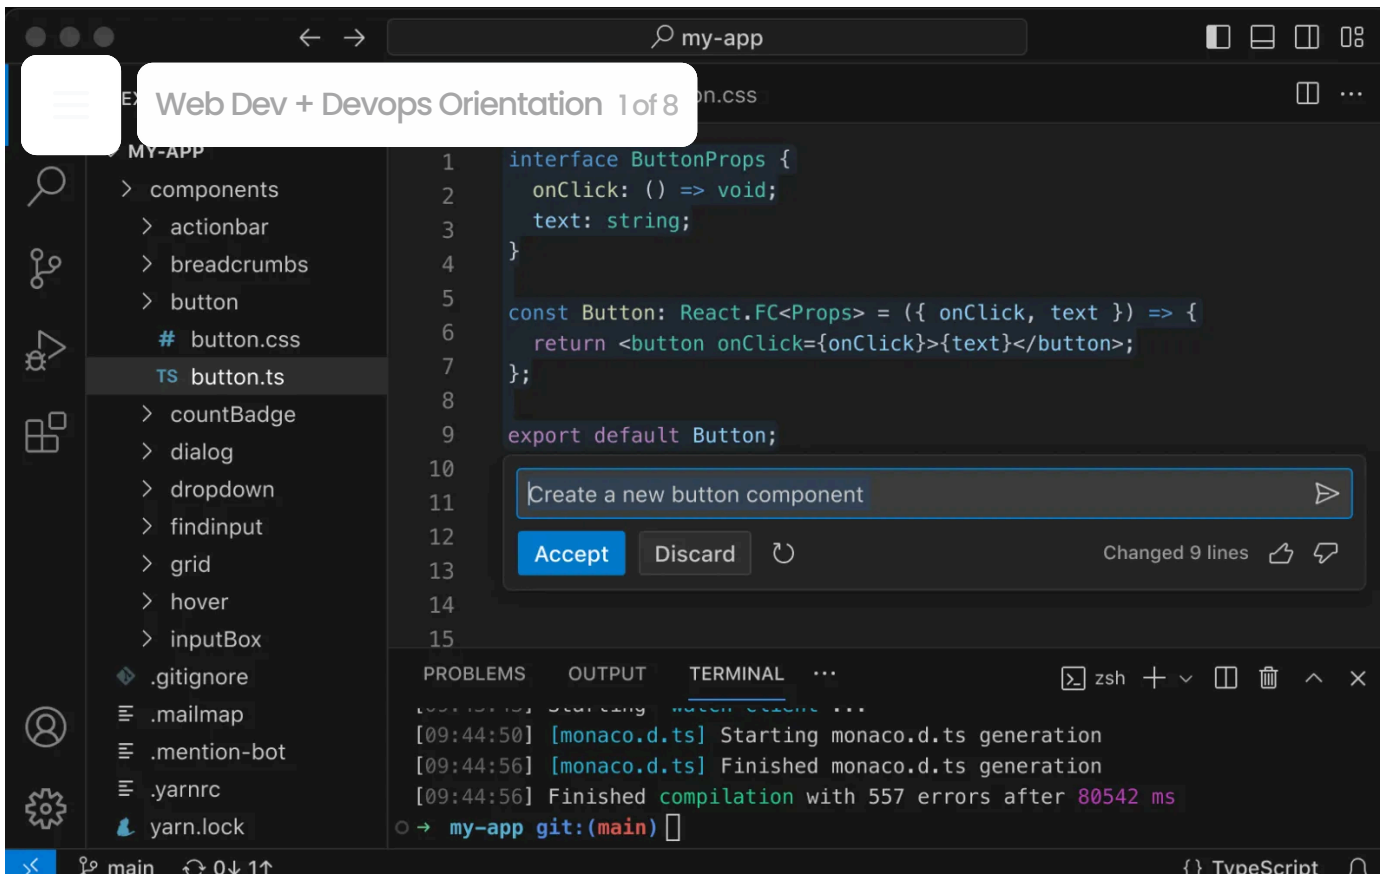 my-app
Web Dev + Devops Orientation 1 of 8
on.css
MY-APP
components
actionbar
breadcrumbs
button
# button.css
TS button.ts
countBadge
dialog
dropdown
findinput
grid
hover
inputBox
.gitignore
.mailmap
.mention-bot
.yarnrc
yarn.lock
1 interface ButtonProps {
2 onClick: () => void;
3 text: string;
4 }
5
6 const Button: React.FC<Props> = ({ onClick, text }) => {
7 return <button onClick={onClick}>{text}</button>;
8 };
9 export default Button;
10
11
12
13
14
15
Create a new button component
Accept Discard Changed 9 lines
PROBLEMS OUTPUT TERMINAL ··· zsh
Starting watch-client ...
[09:44:50] [monaco.d.ts] Starting monaco.d.ts generation
[09:44:56] [monaco.d.ts] Finished monaco.d.ts generation
[09:44:56] Finished compilation with 557 errors after 80542 ms
→ my-app git:(main)
main 0↓ 1↑ {} TypeScript